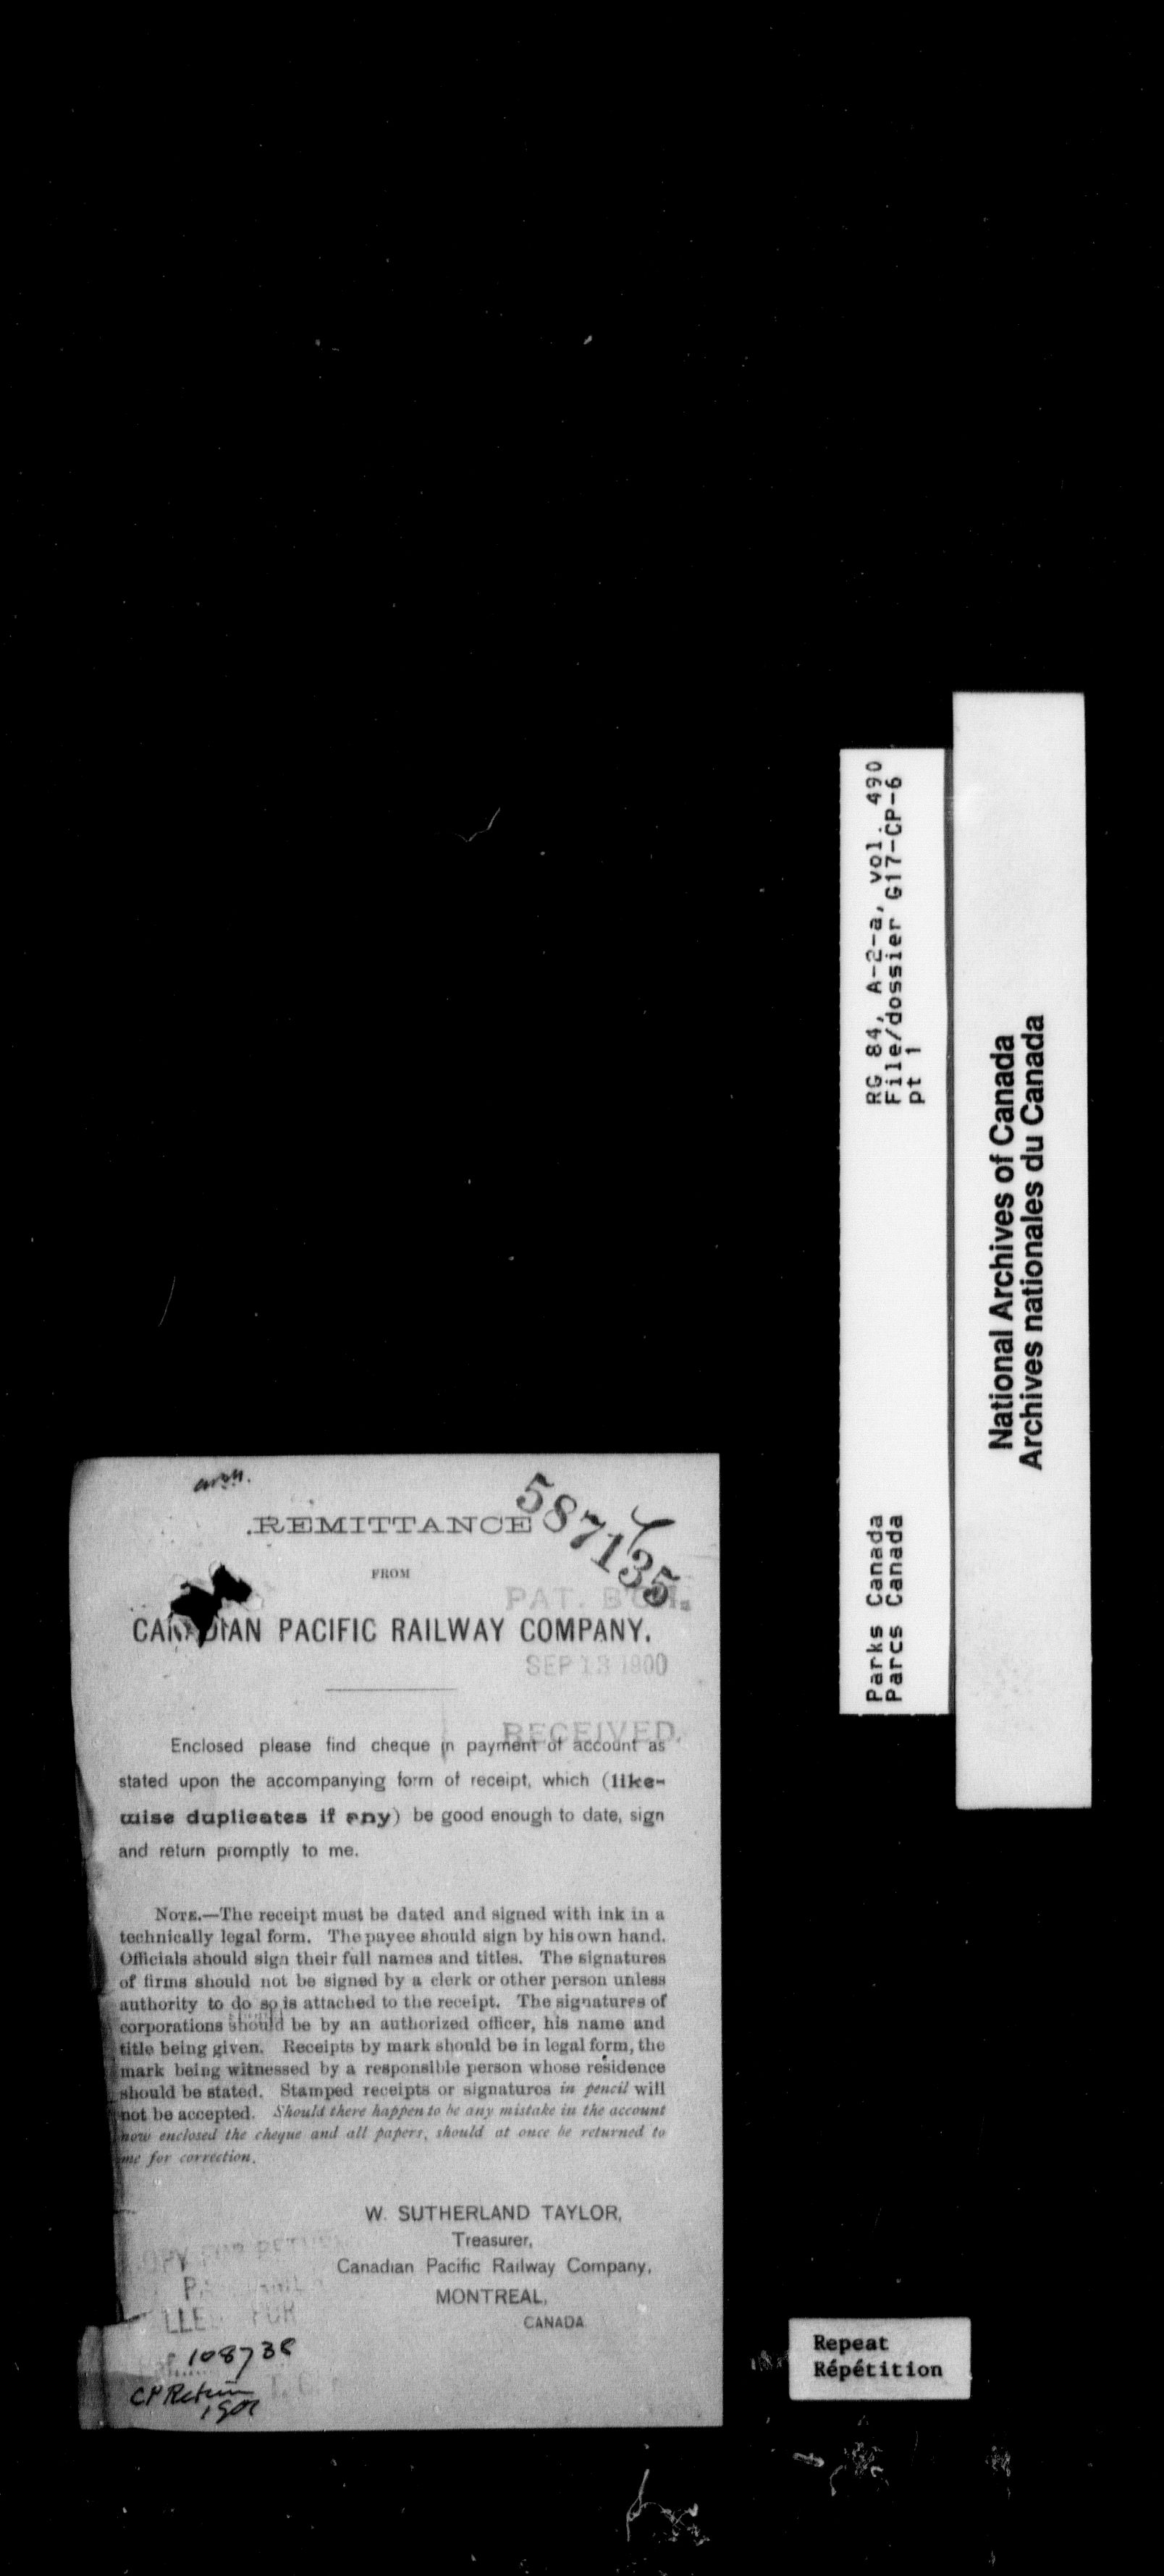 587135
REMITTANCE
FROM
PAT.
CANADIAN PACIFIC RAILWAY COMPANY.
SEP 13 1900
RECEIVED.
Enclosed please find cheque in payment of account as
stated upon the accompanying form of receipt, which (like-
wise duplicates if any) be good enough to date, sign
and return promptly to me.
NOTE.—The receipt must be dated and signed with ink in a
technically legal form. The payee should sign by his own hand.
Officials should sign their full names and titles. The signatures
of firms should not be signed by a clerk or other person unless
authority to do so is attached to the receipt. The signatures of
corporations should be by an authorized officer, his name and
title being given. Receipts by mark should be in legal form, the
mark being witnessed by a responsible person whose residence
should be stated. Stamped receipts or signatures in pencil will
not be accepted. Should there happen to be any mistake in the account
now enclosed the cheque and all papers, should at once be returned to
me for correction.
W. SUTHERLAND TAYLOR,
Treasurer,
Canadian Pacific Railway Company,
MONTREAL,
CANADA
FOR RETURN
FOR
108738
CP Return
RG 84, A-2-a, vol. 490
File/dossier G17-CP-6
pt 1
Parks Canada
Parcs Canada
National Archives of Canada
Archives nationales du Canada
Repeat
Répétition